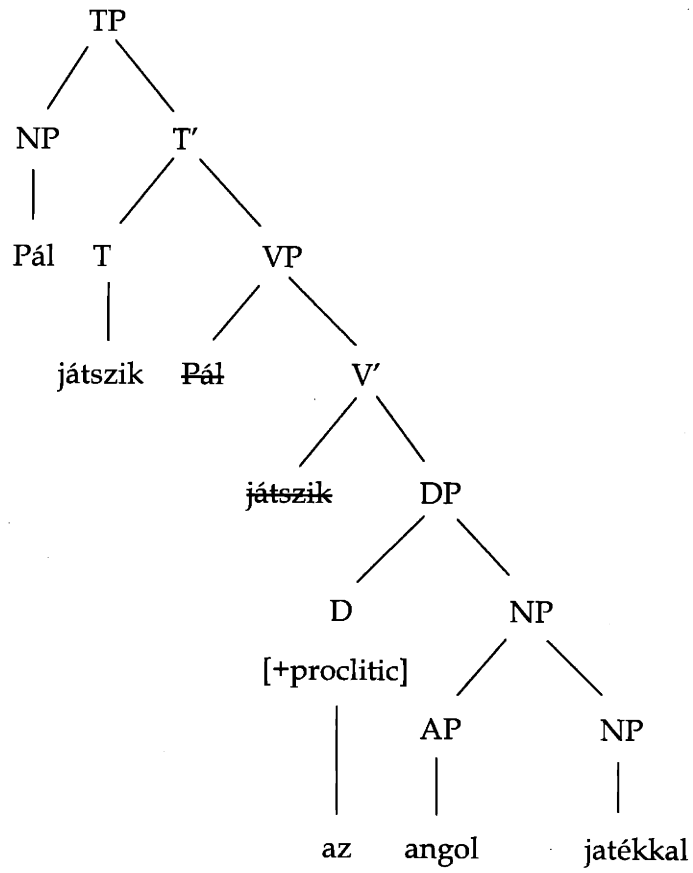 TP
NP T′
Pál T VP
játszik ~~Pál~~ V′
~~játszik~~ DP
D NP
[+proclitic]
AP NP
az angol jatékkal